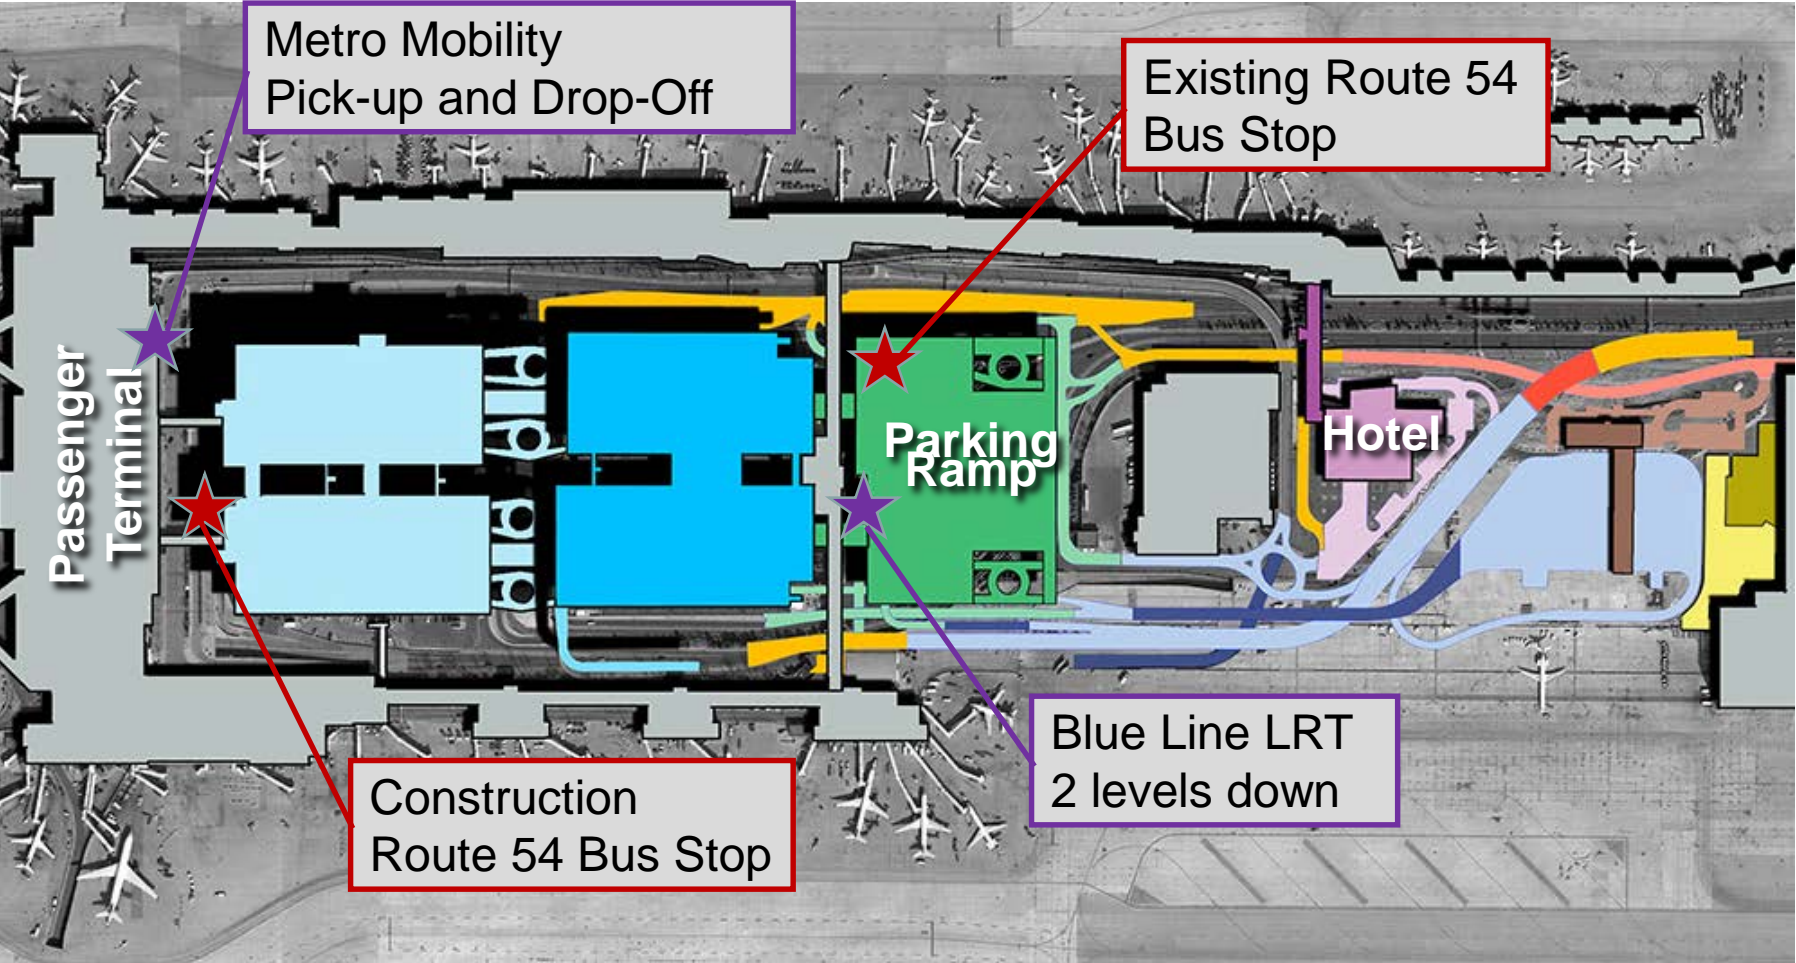 Metro Mobility
Pick-up and Drop-Off
Existing Route 54
Bus Stop
Passenger
Terminal
Parking
Ramp
Hotel
Blue Line LRT
2 levels down
Construction
Route 54 Bus Stop